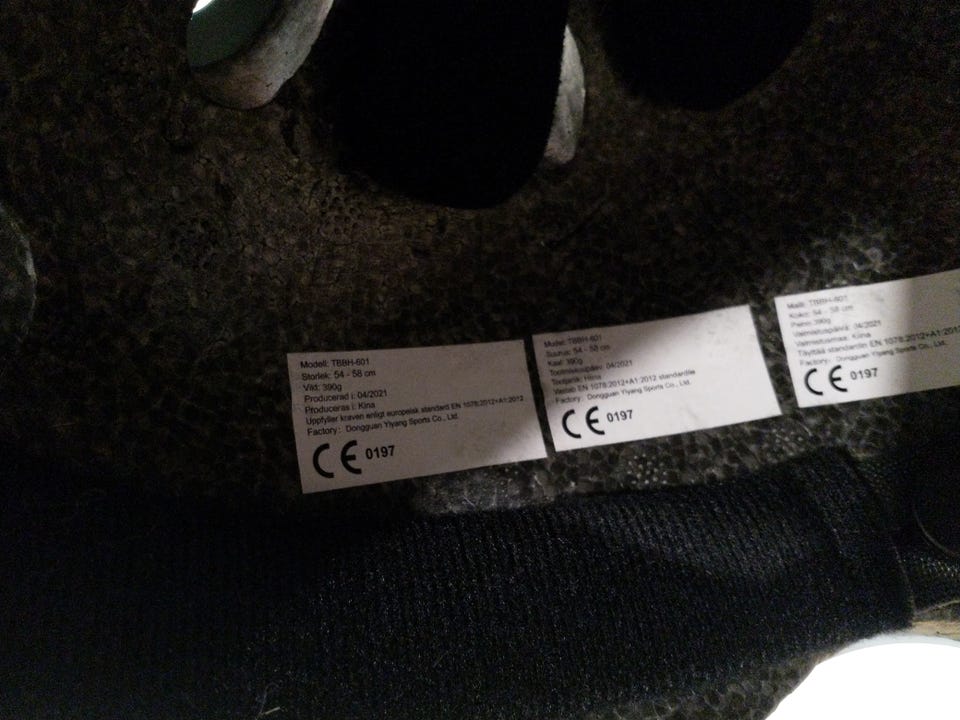 Modell: TBBH-601
Storlek: 54 - 58 cm
Vild: 390g
Producerad i: 04/2021
Produceras i: Kina
Uppfyller kraven enligt europeisk standard EN 1078:2012+A1:2012
Factory: Dongguan Yiyang Sports Co., Ltd.
CE 0197
Mudel: TBBH-601
Suurus: 54 - 58 cm
Kaal: 390g
Tootmiskuupäev: 04/2021
Tootjariik: Hiina
Vastab EN 1078:2012+A1:2012 standardile
Factory: Dongguan Yiyang Sports Co., Ltd.
CE 0197
Malli: TBBH-601
Koko: 54 - 58 cm
Paino: 390g
Valmistuspäivä: 04/2021
Valmistusmaa: Kiina
Täyttää standardin EN 1078:2012+A1:2012
Factory: Dongguan Yiyang Sports Co., Ltd.
CE 0197